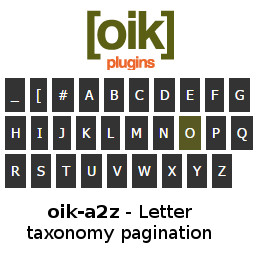 [oik]
plugins
_ [ # A B C D E F G
H I J K L M N O P Q
R S T U V W X Y Z
oik-a2z - Letter
taxonomy pagination